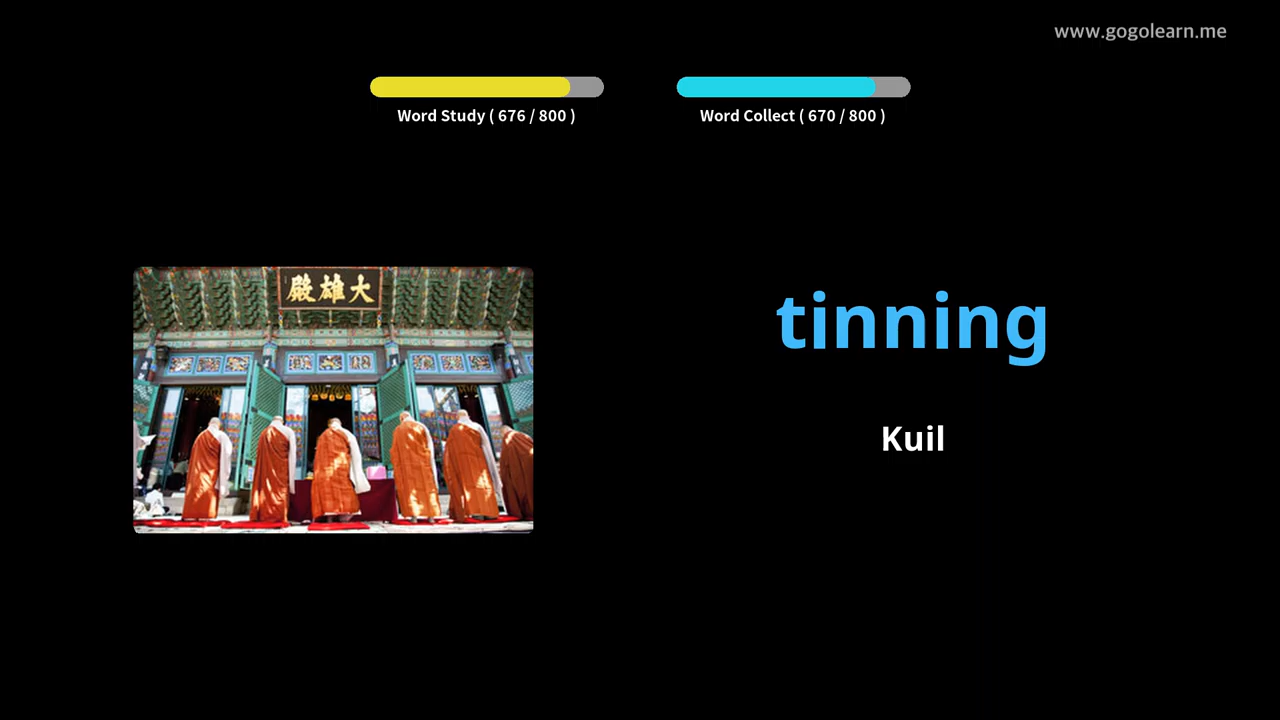 www.gogolearn.me
Word Study ( 676 / 800 )
Word Collect ( 670 / 800 )
殿雄大
tinning
Kuil